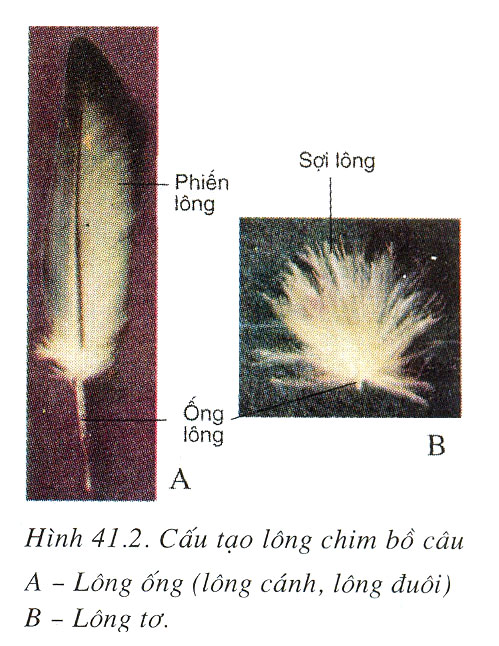 Sợi lông
Phiến
lông
Ống
lông
A
B
Hình 41.2. Cấu tạo lông chim bồ câu
A – Lông ống (lông cánh, lông đuôi)
B – Lông tơ.